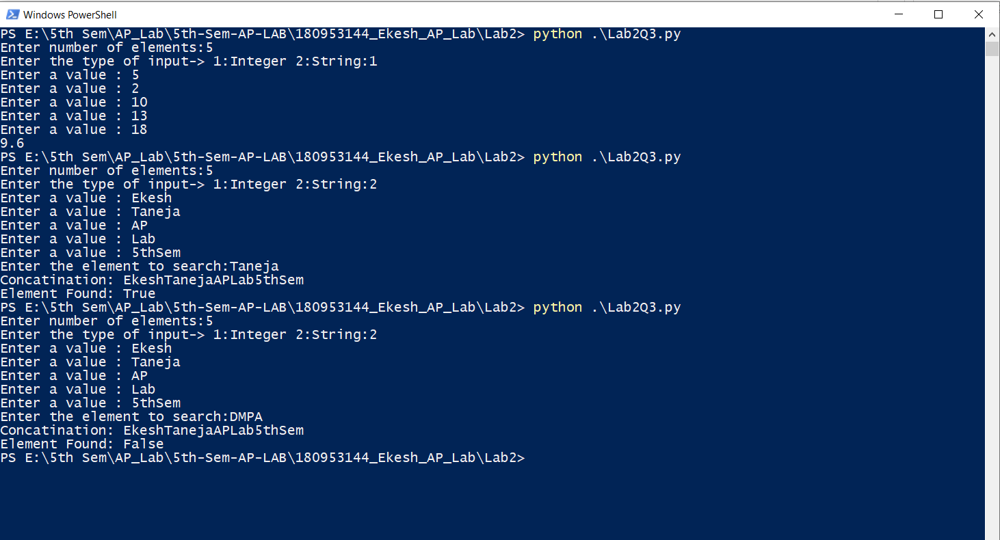 Windows PowerShell
PS E:\5th Sem\AP_Lab\5th-Sem-AP-LAB\180953144_Ekesh_AP_Lab\Lab2> python .\Lab2Q3.py
Enter number of elements:5
Enter the type of input-> 1:Integer 2:String:1
Enter a value : 5
Enter a value : 2
Enter a value : 10
Enter a value : 13
Enter a value : 18
9.6
PS E:\5th Sem\AP_Lab\5th-Sem-AP-LAB\180953144_Ekesh_AP_Lab\Lab2> python .\Lab2Q3.py
Enter number of elements:5
Enter the type of input-> 1:Integer 2:String:2
Enter a value : Ekesh
Enter a value : Taneja
Enter a value : AP
Enter a value : Lab
Enter a value : 5thSem
Enter the element to search:Taneja
Concatination: EkeshTanejaAPLab5thSem
Element Found: True
PS E:\5th Sem\AP_Lab\5th-Sem-AP-LAB\180953144_Ekesh_AP_Lab\Lab2> python .\Lab2Q3.py
Enter number of elements:5
Enter the type of input-> 1:Integer 2:String:2
Enter a value : Ekesh
Enter a value : Taneja
Enter a value : AP
Enter a value : Lab
Enter a value : 5thSem
Enter the element to search:DMPA
Concatination: EkeshTanejaAPLab5thSem
Element Found: False
PS E:\5th Sem\AP_Lab\5th-Sem-AP-LAB\180953144_Ekesh_AP_Lab\Lab2>